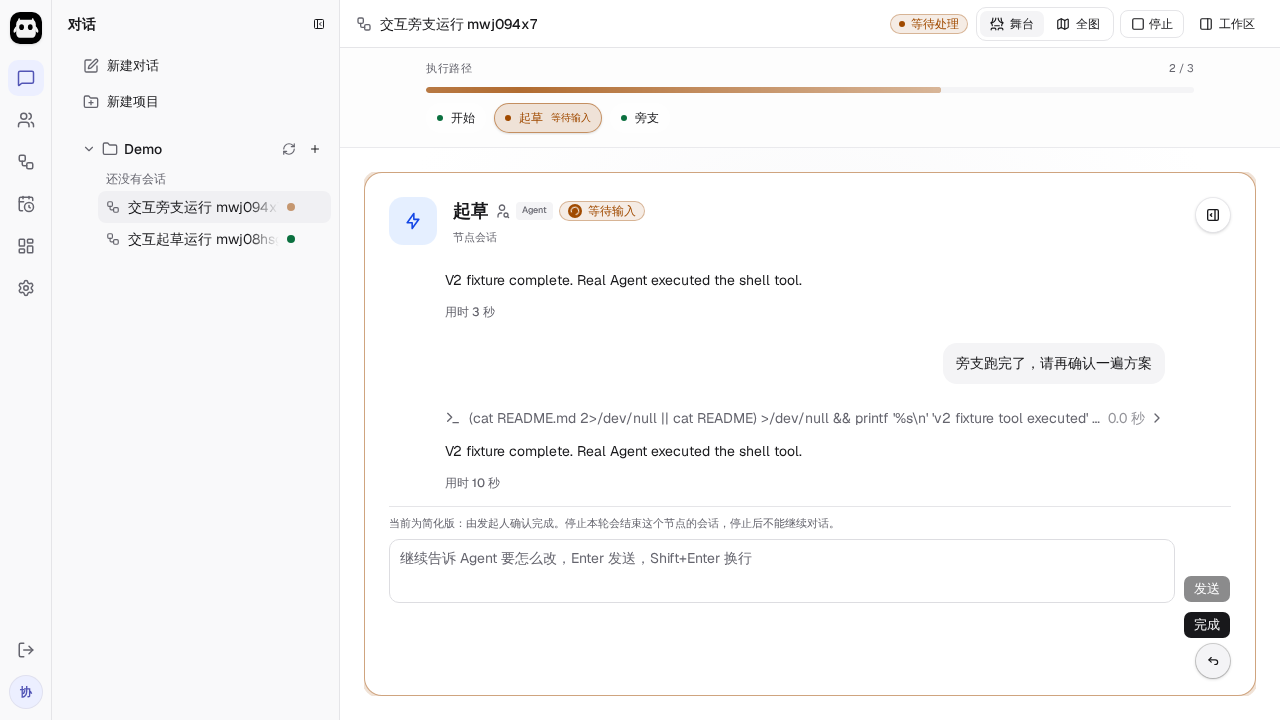 对话
新建对话
新建项目
Demo
还没有会话
交互旁支运行 mwj094x
交互起草运行 mwj08hs
协
交互旁支运行 mwj094x7
等待处理
舞台
全图
停止
工作区
执行路径
2 / 3
开始
起草 等待输入
旁支
起草
Agent
等待输入
节点会话
V2 fixture complete. Real Agent executed the shell tool.
用时 3 秒
旁支跑完了，请再确认一遍方案
(cat README.md 2>/dev/null || cat README) >/dev/null && printf '%s\n' 'v2 fixture tool executed' ... 0.0 秒
V2 fixture complete. Real Agent executed the shell tool.
用时 10 秒
当前为简化版：由发起人确认完成。停止本轮会结束这个节点的会话，停止后不能继续对话。
继续告诉 Agent 要怎么改，Enter 发送，Shift+Enter 换行
发送
完成